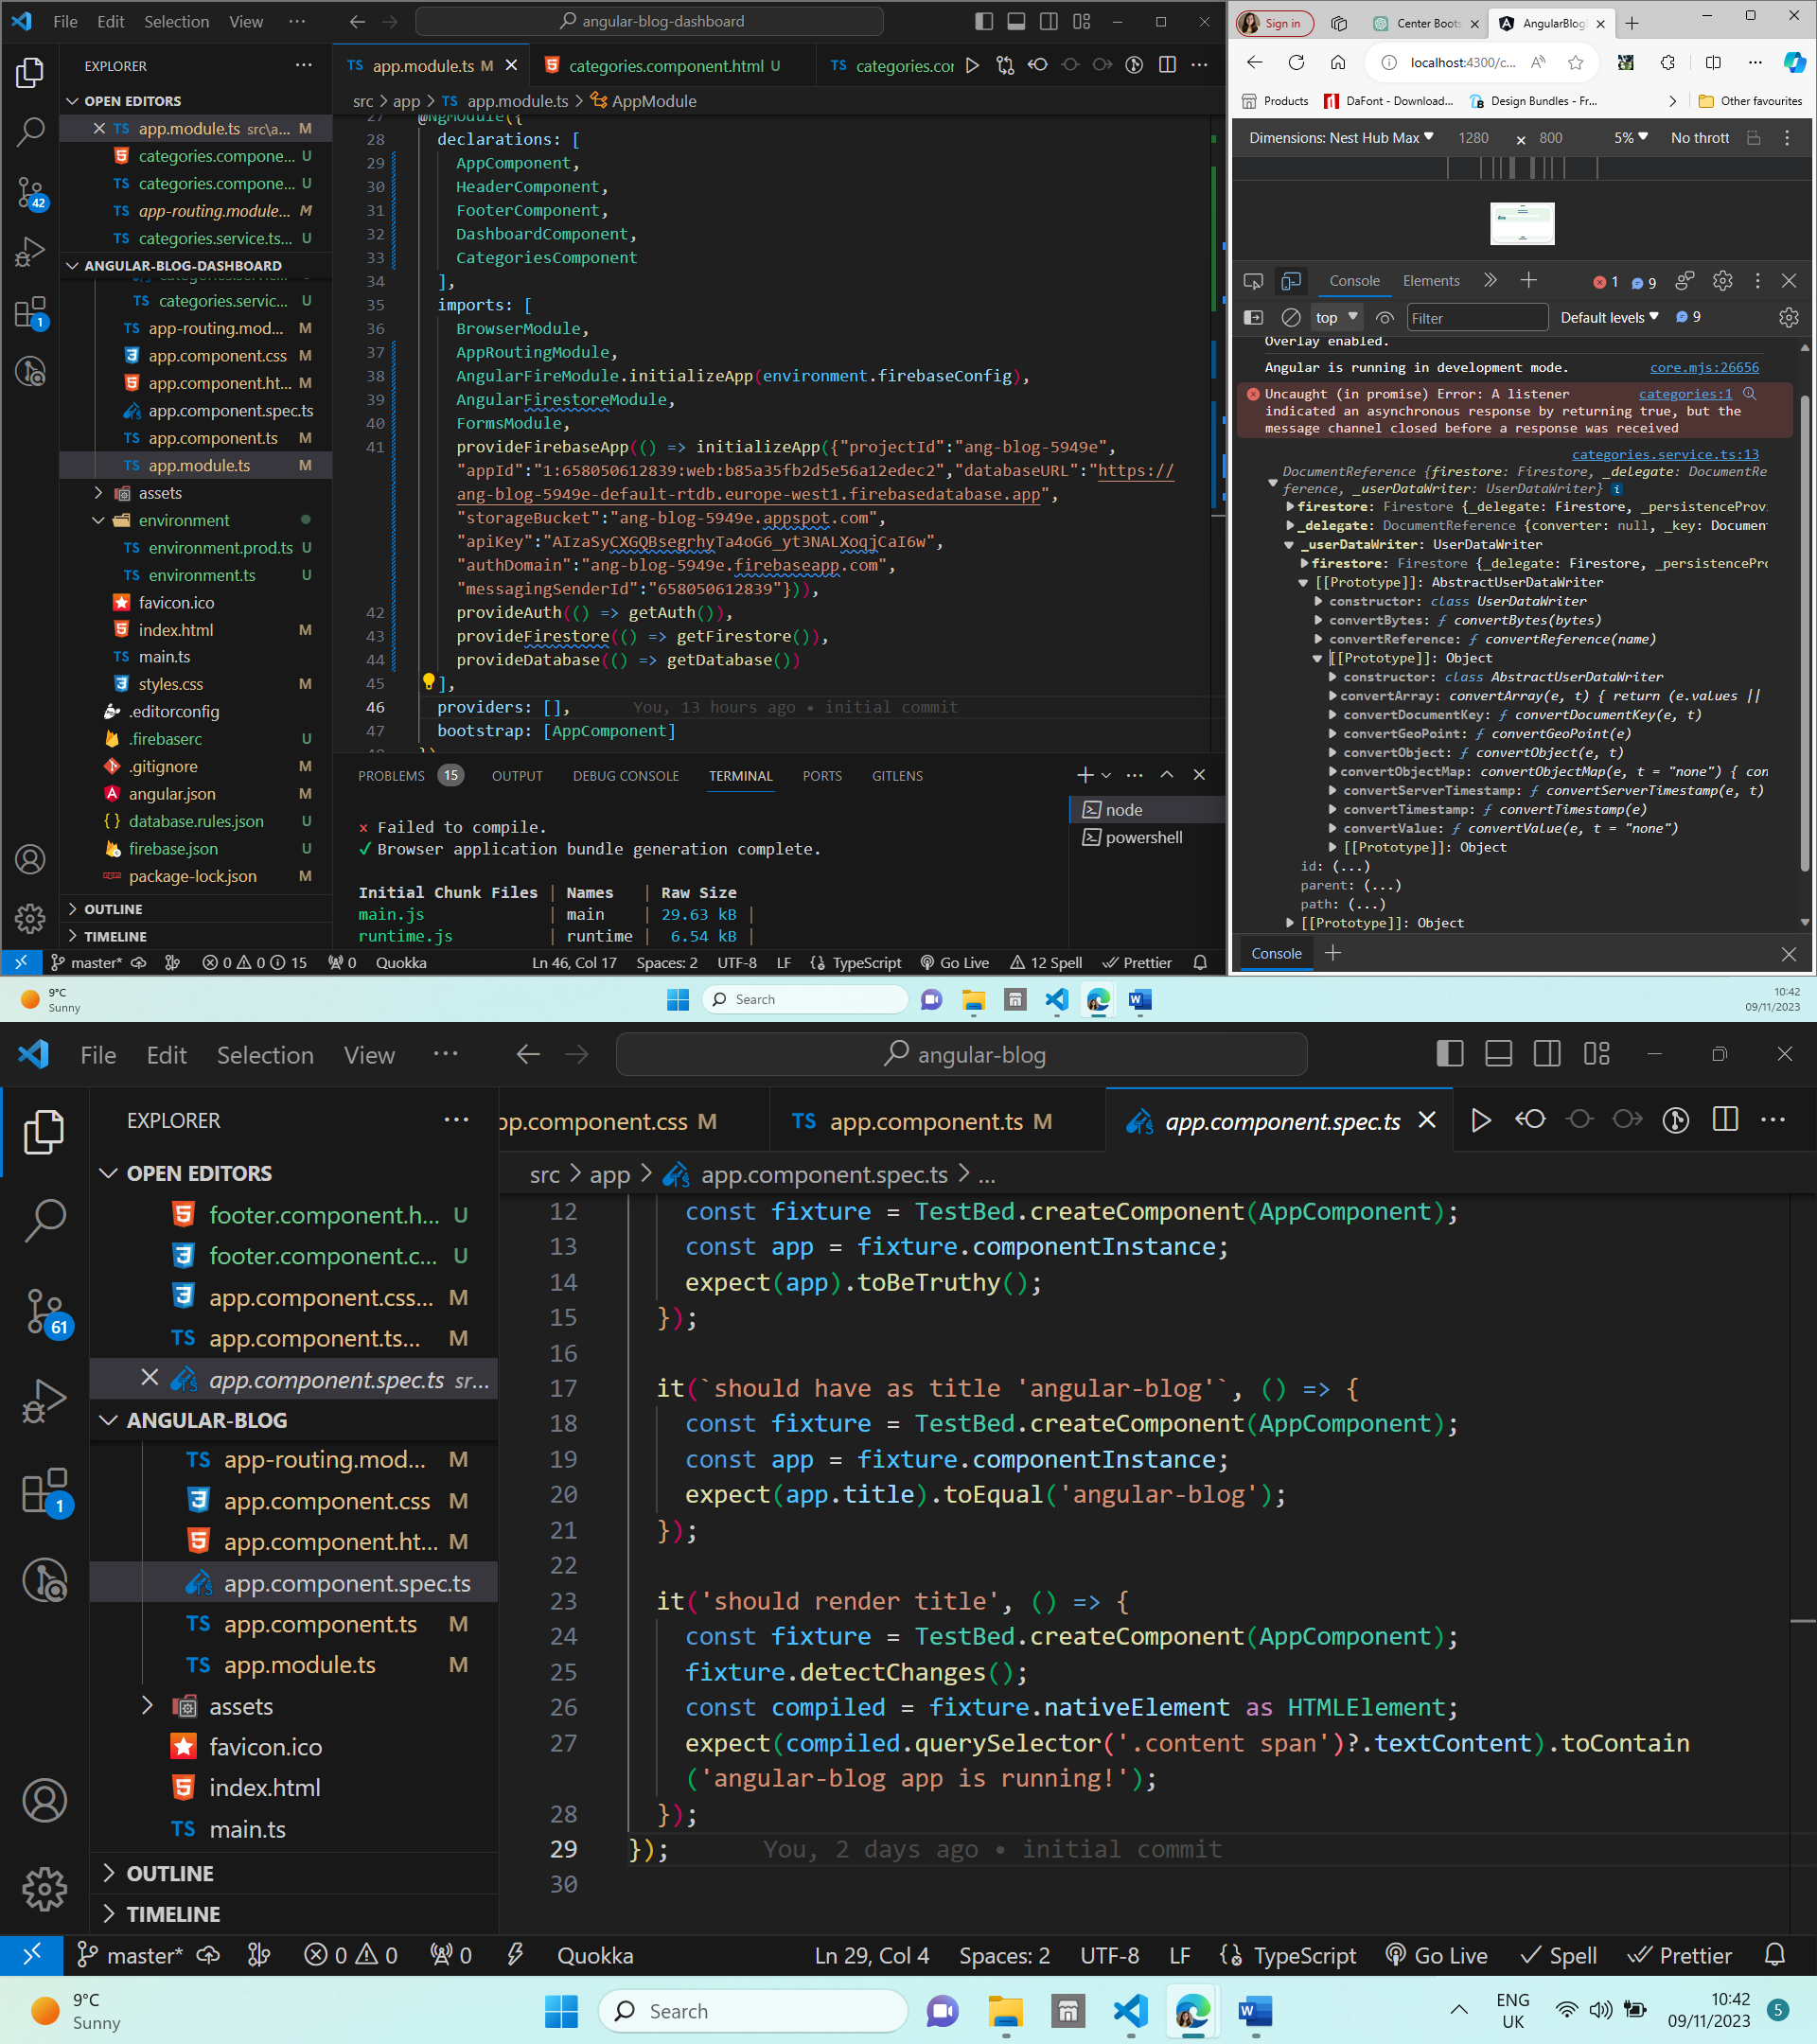 File Edit Selection View ··· angular-blog-dashboard
EXPLORER
OPEN EDITORS
app.module.ts src\a... M
categories.compone... U
categories.compone... U
app-routing.module... M
categories.service.ts... U
ANGULAR-BLOG-DASHBOARD
categories.servic... U
app-routing.mod... M
app.component.css M
app.component.ht... M
app.component.spec.ts
app.component.ts M
app.module.ts M
assets
environment
environment.prod.ts U
environment.ts U
favicon.ico
index.html M
main.ts
styles.css M
.editorconfig
.firebaserc U
.gitignore M
angular.json M
database.rules.json U
firebase.json U
package-lock.json M
OUTLINE
TIMELINE
42
1
app.module.ts M categories.component.html U categories.cor
src > app > app.module.ts > AppModule
27 @NgModule({
28 declarations: [
29 AppComponent,
30 HeaderComponent,
31 FooterComponent,
32 DashboardComponent,
33 CategoriesComponent
34 ],
35 imports: [
36 BrowserModule,
37 AppRoutingModule,
38 AngularFireModule.initializeApp(environment.firebaseConfig),
39 AngularFirestoreModule,
40 FormsModule,
41 provideFirebaseApp(() => initializeApp({"projectId":"ang-blog-5949e",
"appId":"1:658050612839:web:b85a35fb2d5e56a12edec2","databaseURL":"https://
ang-blog-5949e-default-rtdb.europe-west1.firebasedatabase.app",
"storageBucket":"ang-blog-5949e.appspot.com",
"apiKey":"AIzaSyCXGQBsegrhyTa4oG6_yt3NALXoqjCaI6w",
"authDomain":"ang-blog-5949e.firebaseapp.com",
"messagingSenderId":"658050612839"})),
42 provideAuth(() => getAuth()),
43 provideFirestore(() => getFirestore()),
44 provideDatabase(() => getDatabase())
45 ],
46 providers: [], You, 13 hours ago • initial commit
47 bootstrap: [AppComponent]
PROBLEMS 15 OUTPUT DEBUG CONSOLE TERMINAL PORTS GITLENS
× Failed to compile.
✓ Browser application bundle generation complete.
Initial Chunk Files | Names | Raw Size
main.js | main | 29.63 kB |
runtime.js | runtime | 6.54 kB |
node
powershell
master* 0 0 15 0 Quokka Ln 46, Col 17 Spaces: 2 UTF-8 LF TypeScript Go Live 12 Spell Prettier
Sign in Center Boots AngularBlog
localhost:4300/c...
Products DaFont - Download... Design Bundles - Fr... Other favourites
Dimensions: Nest Hub Max 1280 × 800 5% No thrott
Console Elements 1 9
top Filter Default levels 9
Overlay enabled.
Angular is running in development mode. core.mjs:26656
Uncaught (in promise) Error: A listener categories:1
indicated an asynchronous response by returning true, but the
message channel closed before a response was received
categories.service.ts:13
DocumentReference {firestore: Firestore, _delegate: DocumentRe
ference, _userDataWriter: UserDataWriter}
firestore: Firestore {_delegate: Firestore, _persistenceProvi
_delegate: DocumentReference {converter: null, _key: Document
_userDataWriter: UserDataWriter
firestore: Firestore {_delegate: Firestore, _persistencePro
[[Prototype]]: AbstractUserDataWriter
constructor: class UserDataWriter
convertBytes: ƒ convertBytes(bytes)
convertReference: ƒ convertReference(name)
[[Prototype]]: Object
constructor: class AbstractUserDataWriter
convertArray: convertArray(e, t) { return (e.values ||
convertDocumentKey: ƒ convertDocumentKey(e, t)
convertGeoPoint: ƒ convertGeoPoint(e)
convertObject: ƒ convertObject(e, t)
convertObjectMap: convertObjectMap(e, t = "none") { con
convertServerTimestamp: ƒ convertServerTimestamp(e, t)
convertTimestamp: ƒ convertTimestamp(e)
convertValue: ƒ convertValue(e, t = "none")
[[Prototype]]: Object
id: (...)
parent: (...)
path: (...)
[[Prototype]]: Object
Console
9°C
Sunny
Search
10:42
09/11/2023
File Edit Selection View ··· angular-blog
EXPLORER
OPEN EDITORS
footer.component.h... U
footer.component.c... U
app.component.css... M
app.component.ts... M
app.component.spec.ts sr...
ANGULAR-BLOG
app-routing.mod... M
app.component.css M
app.component.ht... M
app.component.spec.ts
app.component.ts M
app.module.ts M
assets
favicon.ico
index.html
main.ts
OUTLINE
TIMELINE
61
1
pp.component.css M app.component.ts M app.component.spec.ts
src > app > app.component.spec.ts > ...
12 const fixture = TestBed.createComponent(AppComponent);
13 const app = fixture.componentInstance;
14 expect(app).toBeTruthy();
15 });
16
17 it(`should have as title 'angular-blog'`, () => {
18 const fixture = TestBed.createComponent(AppComponent);
19 const app = fixture.componentInstance;
20 expect(app.title).toEqual('angular-blog');
21 });
22
23 it('should render title', () => {
24 const fixture = TestBed.createComponent(AppComponent);
25 fixture.detectChanges();
26 const compiled = fixture.nativeElement as HTMLElement;
27 expect(compiled.querySelector('.content span')?.textContent).toContain
('angular-blog app is running!');
28 });
29 }); You, 2 days ago • initial commit
30
master* 0 0 0 Quokka Ln 29, Col 4 Spaces: 2 UTF-8 LF TypeScript Go Live Spell Prettier
9°C
Sunny
Search
ENG
UK
10:42
09/11/2023
5